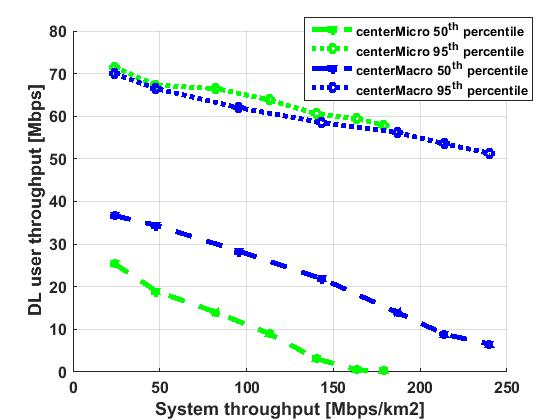 centerMicro 50th percentile
centerMicro 95th percentile
centerMacro 50th percentile
centerMacro 95th percentile
DL user throughput [Mbps]
80
70
60
50
40
30
20
10
0
0 50 100 150 200 250
System throughput [Mbps/km2]